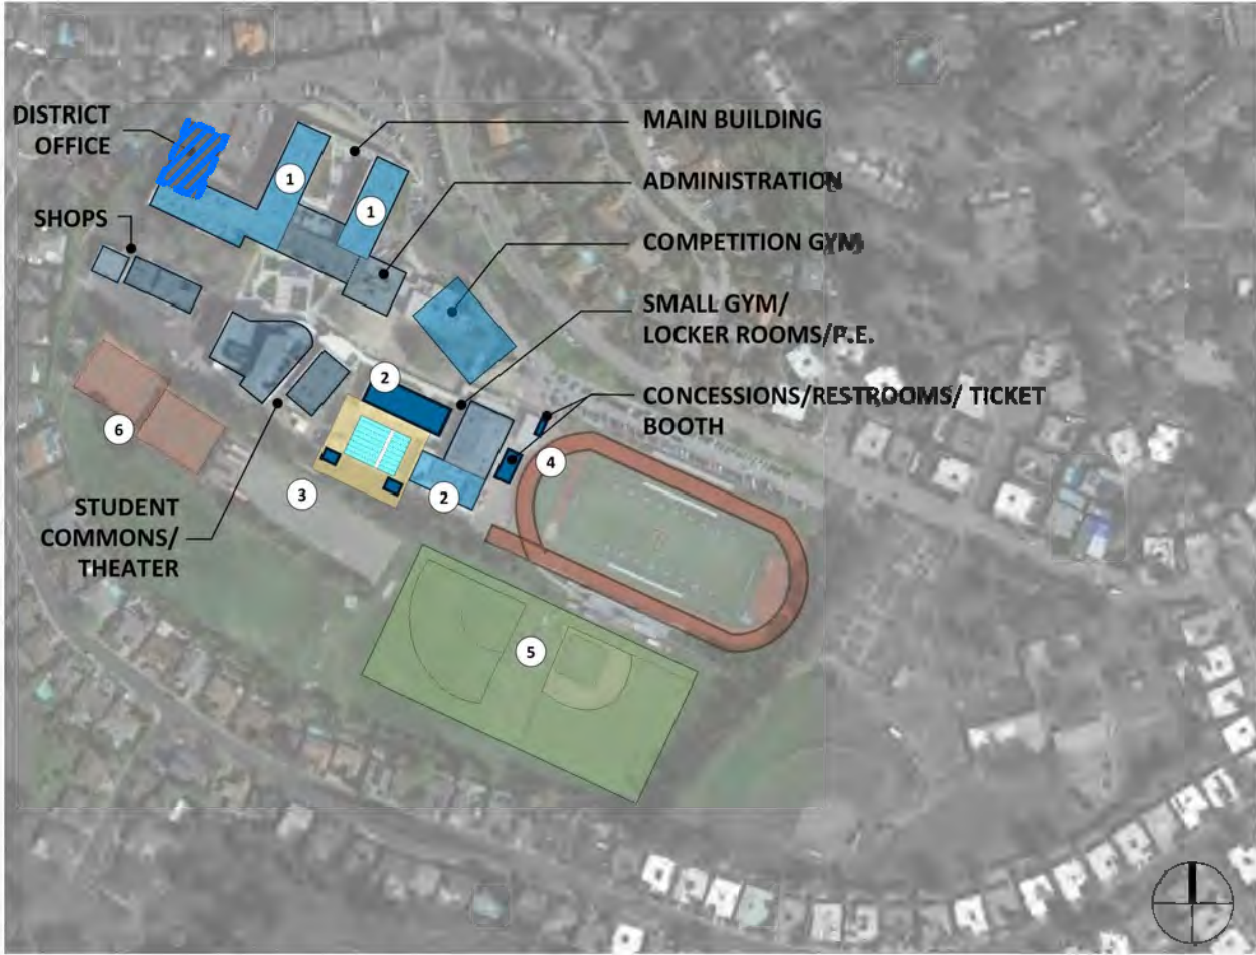 DISTRICT
OFFICE
SHOPS
MAIN BUILDING
ADMINISTRATION
COMPETITION GYM
SMALL GYM/
LOCKER ROOMS/P.E.
CONCESSIONS/RESTROOMS/ TICKET
BOOTH
1
1
2
2
3
4
5
6
STUDENT
COMMONS/
THEATER